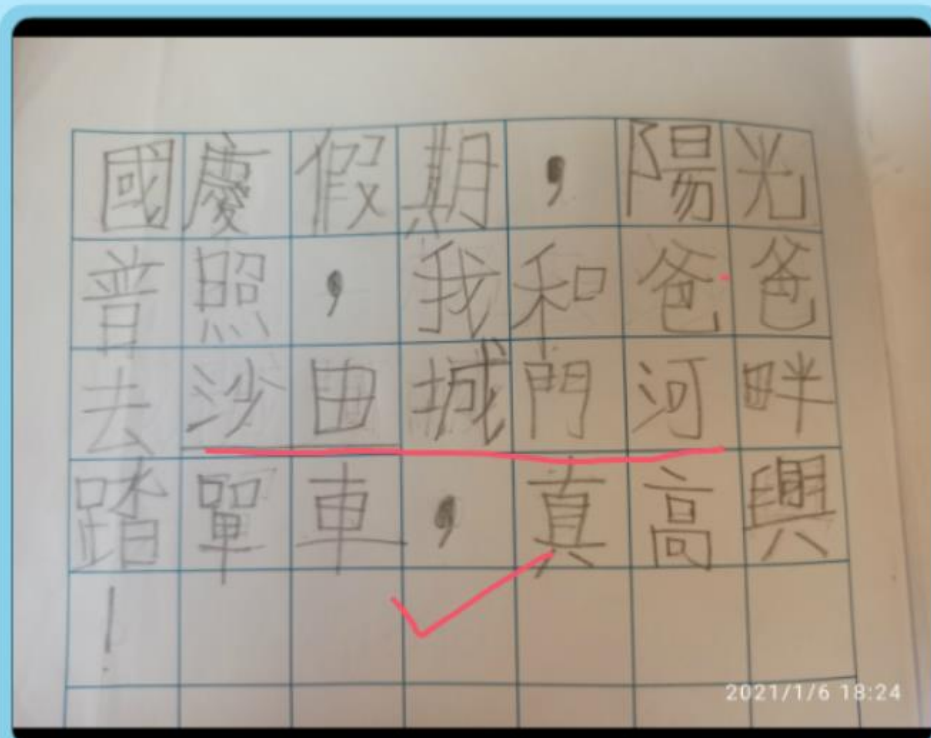 國慶假期，陽光
普照，我和爸爸
去沙田城門河畔
踏單車，真高興
！
2021/1/6 18:24